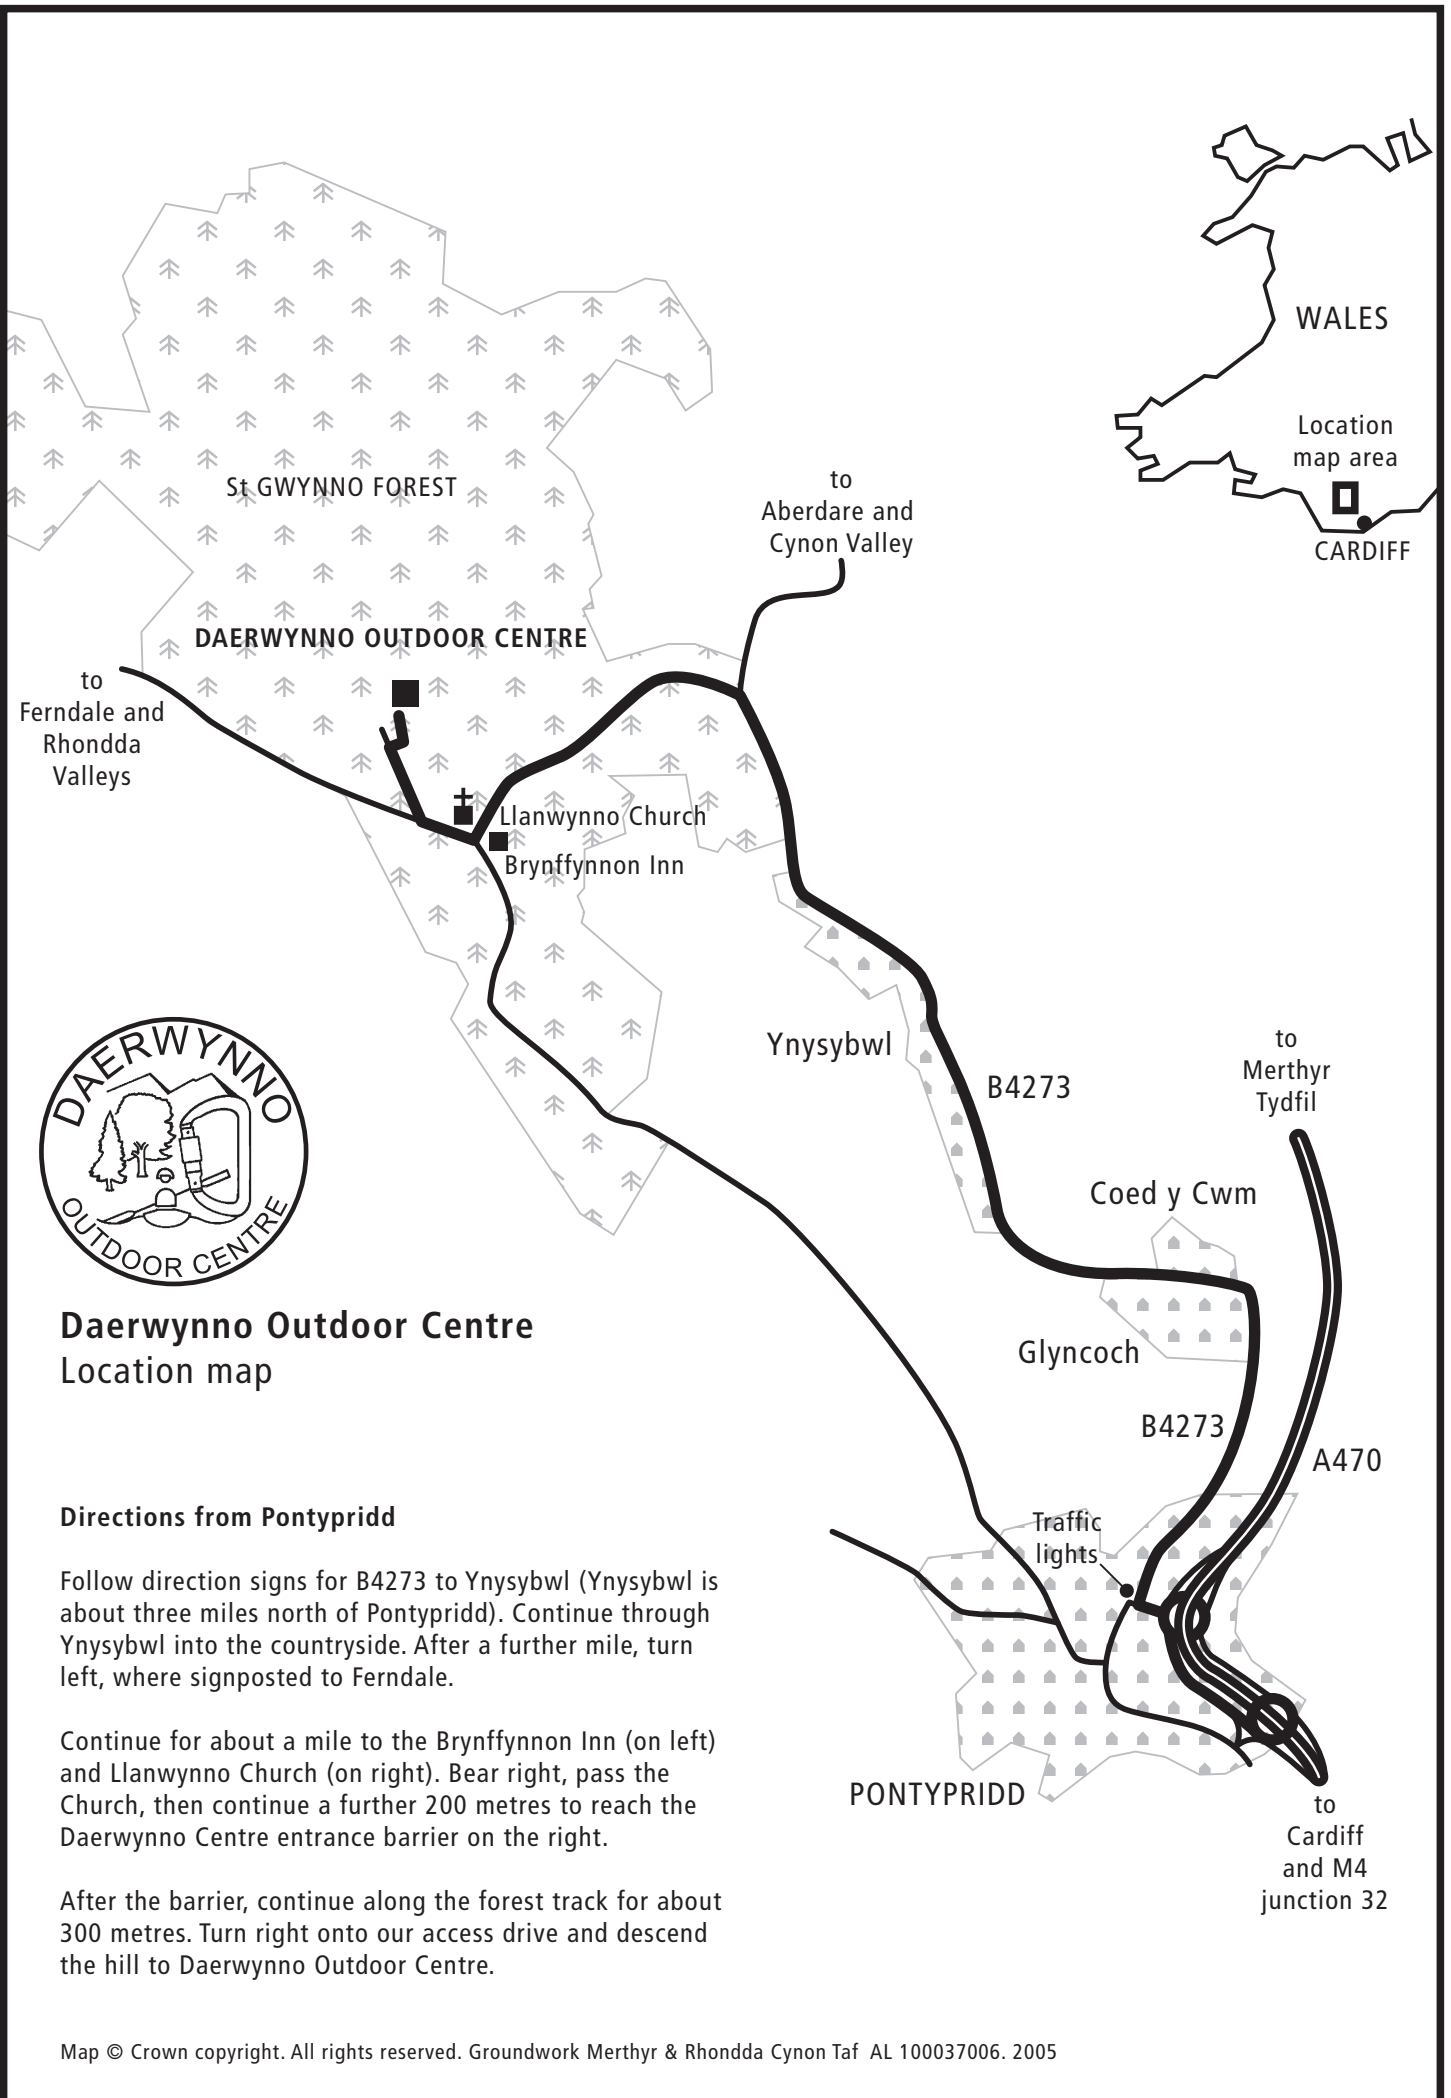 WALES
Location
map area
CARDIFF
St GWYNNO FOREST
to
Aberdare and
Cynon Valley
DAERWYNNO OUTDOOR CENTRE
to
Ferndale and
Rhondda
Valleys
Llanwynno Church
Brynffynnon Inn
Ynysybwl
B4273
to
Merthyr
Tydfil
Coed y Cwm
Glyncoch
B4273
A470
Traffic
lights
PONTYPRIDD
to
Cardiff
and M4
junction 32
DAERWYNNO
OUTDOOR CENTRE
Daerwynno Outdoor Centre
Location map
Directions from Pontypridd
Follow direction signs for B4273 to Ynysybwl (Ynysybwl is
about three miles north of Pontypridd). Continue through
Ynysybwl into the countryside. After a further mile, turn
left, where signposted to Ferndale.
Continue for about a mile to the Brynffynnon Inn (on left)
and Llanwynno Church (on right). Bear right, pass the
Church, then continue a further 200 metres to reach the
Daerwynno Centre entrance barrier on the right.
After the barrier, continue along the forest track for about
300 metres. Turn right onto our access drive and descend
the hill to Daerwynno Outdoor Centre.
Map © Crown copyright. All rights reserved. Groundwork Merthyr & Rhondda Cynon Taf AL 100037006. 2005